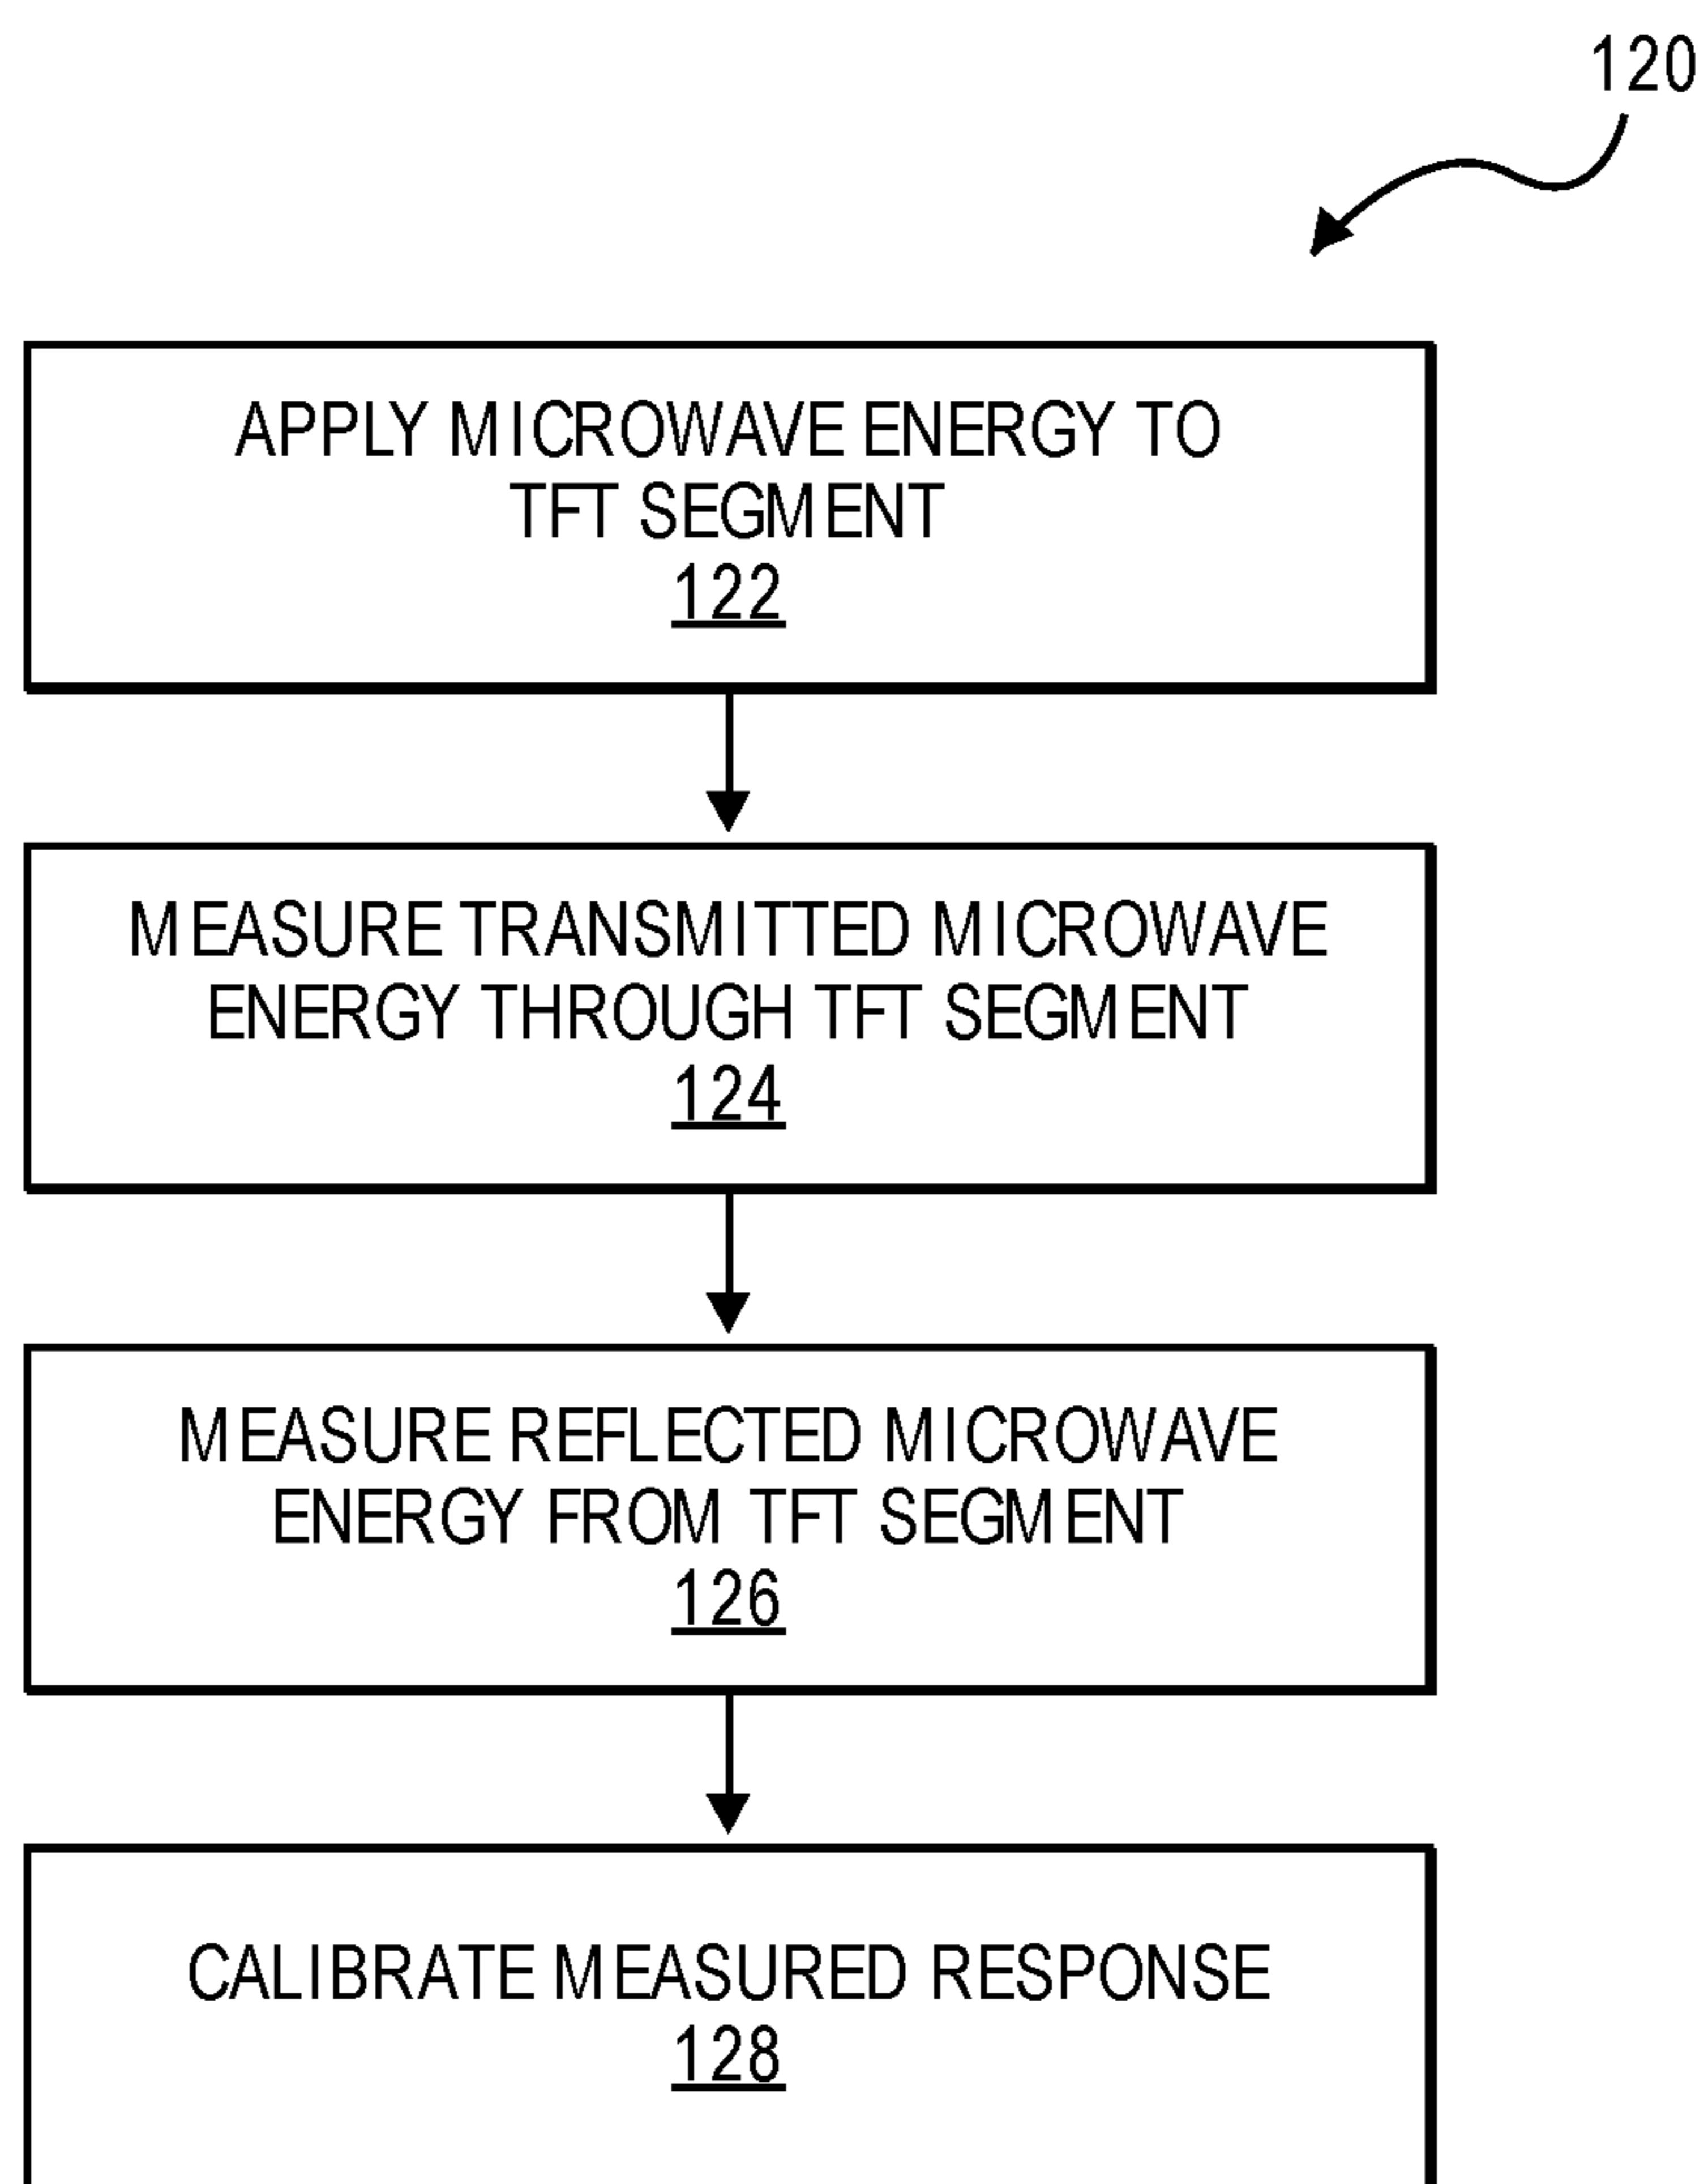 120
APPLY MICROWAVE ENERGY TO
TFT SEGMENT
122
MEASURE TRANSMITTED MICROWAVE
ENERGY THROUGH TFT SEGMENT
124
MEASURE REFLECTED MICROWAVE
ENERGY FROM TFT SEGMENT
126
CALIBRATE MEASURED RESPONSE
128